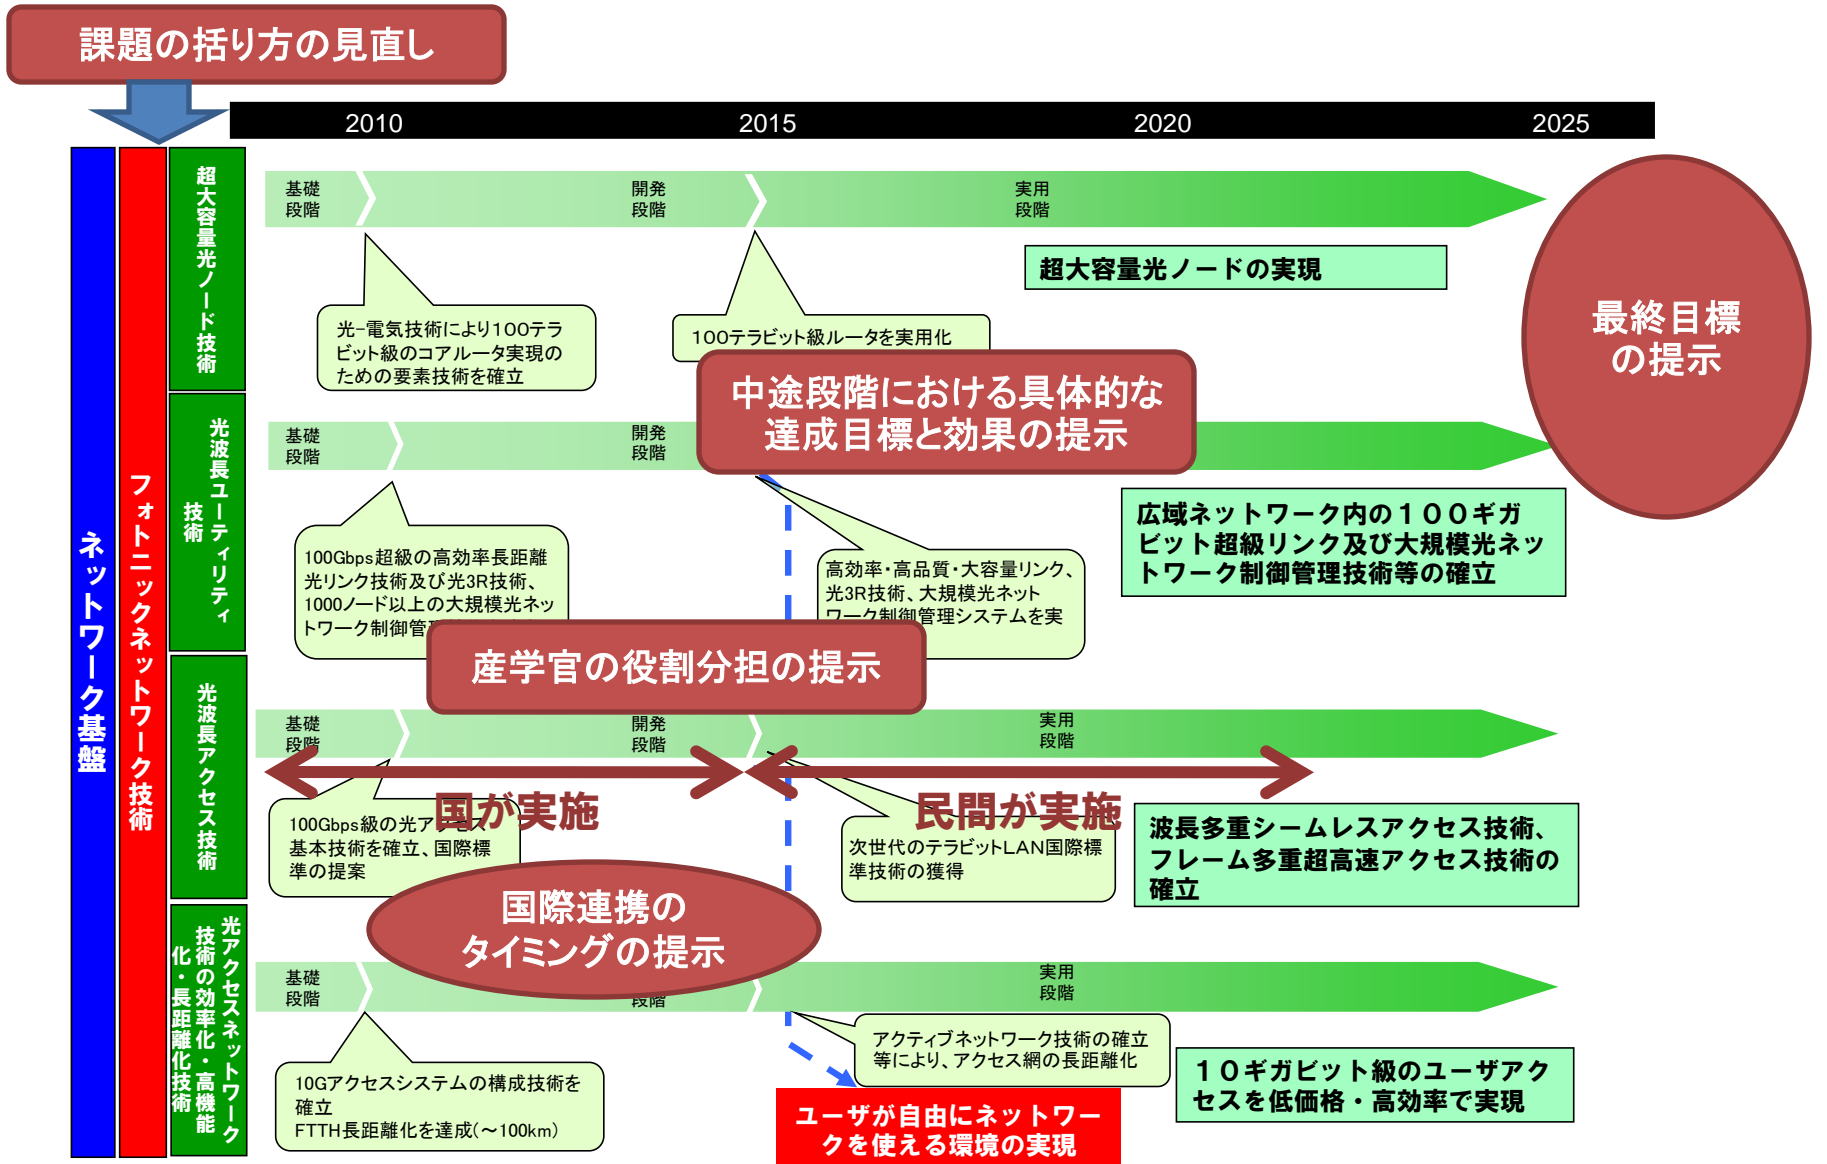 課題の括り方の見直し
2010
2015
2020
2025
ネットワーク基盤
フォトニックネットワーク技術
超大容量光ノード技術
基礎
段階
開発
段階
実用
段階
超大容量光ノードの実現
光-電気技術により100テラ
ビット級のコアルータ実現の
ための要素技術を確立
100テラビット級ルータを実用化
最終目標
の提示
中途段階における具体的な
達成目標と効果の提示
光波長ユーティリティ
技術
基礎
段階
開発
段階
100Gbps超級の高効率長距離
光リンク技術及び光3R技術、
1000ノード以上の大規模光ネッ
トワーク制御管
高効率・高品質・大容量リンク、
光3R技術、大規模光ネット
ワーク制御管理システムを実
広域ネットワーク内の100ギガ
ビット超級リンク及び大規模光ネッ
トワーク制御管理技術等の確立
産学官の役割分担の提示
光波長アクセス技術
基礎
段階
開発
段階
実用
段階
国が実施
民間が実施
100Gbps級の光アクセス
基本技術を確立、国際標
準の提案
次世代のテラビットLAN国際標
準技術の獲得
波長多重シームレスアクセス技術、
フレーム多重超高速アクセス技術の
確立
国際連携の
タイミングの提示
光アクセスネットワーク
技術の効率化・高機能
化・長距離化技術
基礎
段階
段階
実用
段階
10Gアクセスシステムの構成技術を
確立
FTTH長距離化を達成(～100km)
アクティブネットワーク技術の確立
等により、アクセス網の長距離化
10ギガビット級のユーザアク
セスを低価格・高効率で実現
ユーザが自由にネットワー
クを使える環境の実現